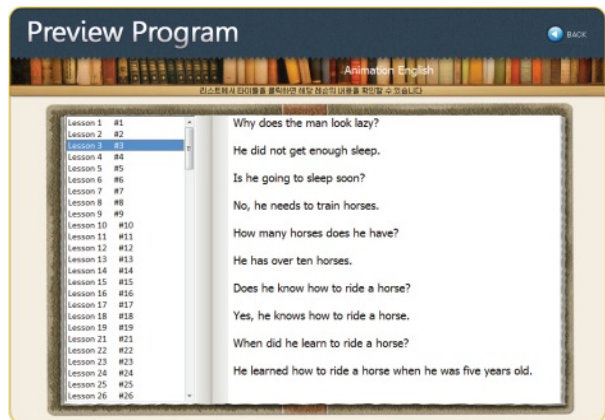 Preview Program
BACK
Animation English
리스트에서 타이틀을 클릭하면 해당 레슨의 내용을 확인할 수 있습니다
Lesson 1 #1
Lesson 2 #2
Lesson 3 #3
Lesson 4 #4
Lesson 5 #5
Lesson 6 #6
Lesson 7 #7
Lesson 8 #8
Lesson 9 #9
Lesson 10 #10
Lesson 11 #11
Lesson 12 #12
Lesson 13 #13
Lesson 14 #14
Lesson 15 #15
Lesson 16 #16
Lesson 17 #17
Lesson 18 #18
Lesson 19 #19
Lesson 21 #21
Lesson 22 #22
Lesson 23 #23
Lesson 24 #24
Lesson 25 #25
Lesson 26 #26
Why does the man look lazy?
He did not get enough sleep.
Is he going to sleep soon?
No, he needs to train horses.
How many horses does he have?
He has over ten horses.
Does he know how to ride a horse?
Yes, he knows how to ride a horse.
When did he learn to ride a horse?
He learned how to ride a horse when he was five years old.